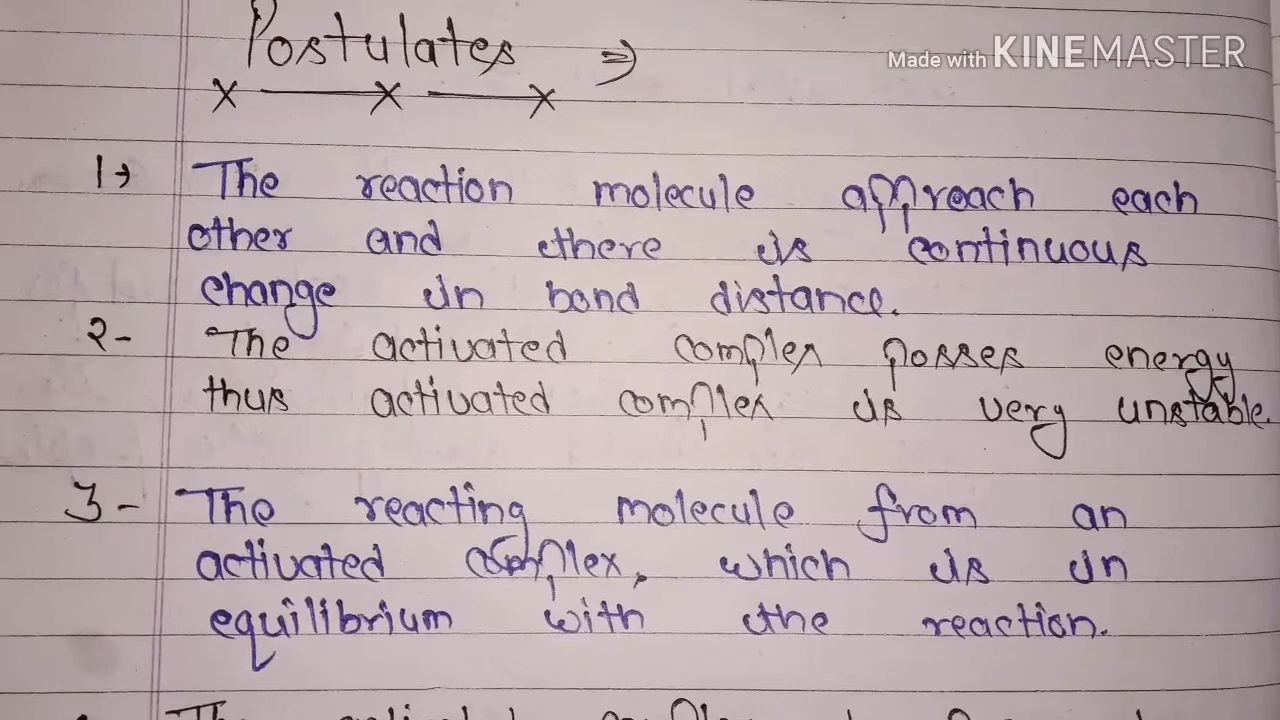 Postulates ⇒
Made with KINEMASTER
x — x — x
1→ The reaction molecule approach each
other and there is continuous
change in bond distance.
2- The activated complex posses energy
thus activated complex is very unstable.
3- The reacting molecule from an
activated complex, which is in
equilibrium with the reaction.